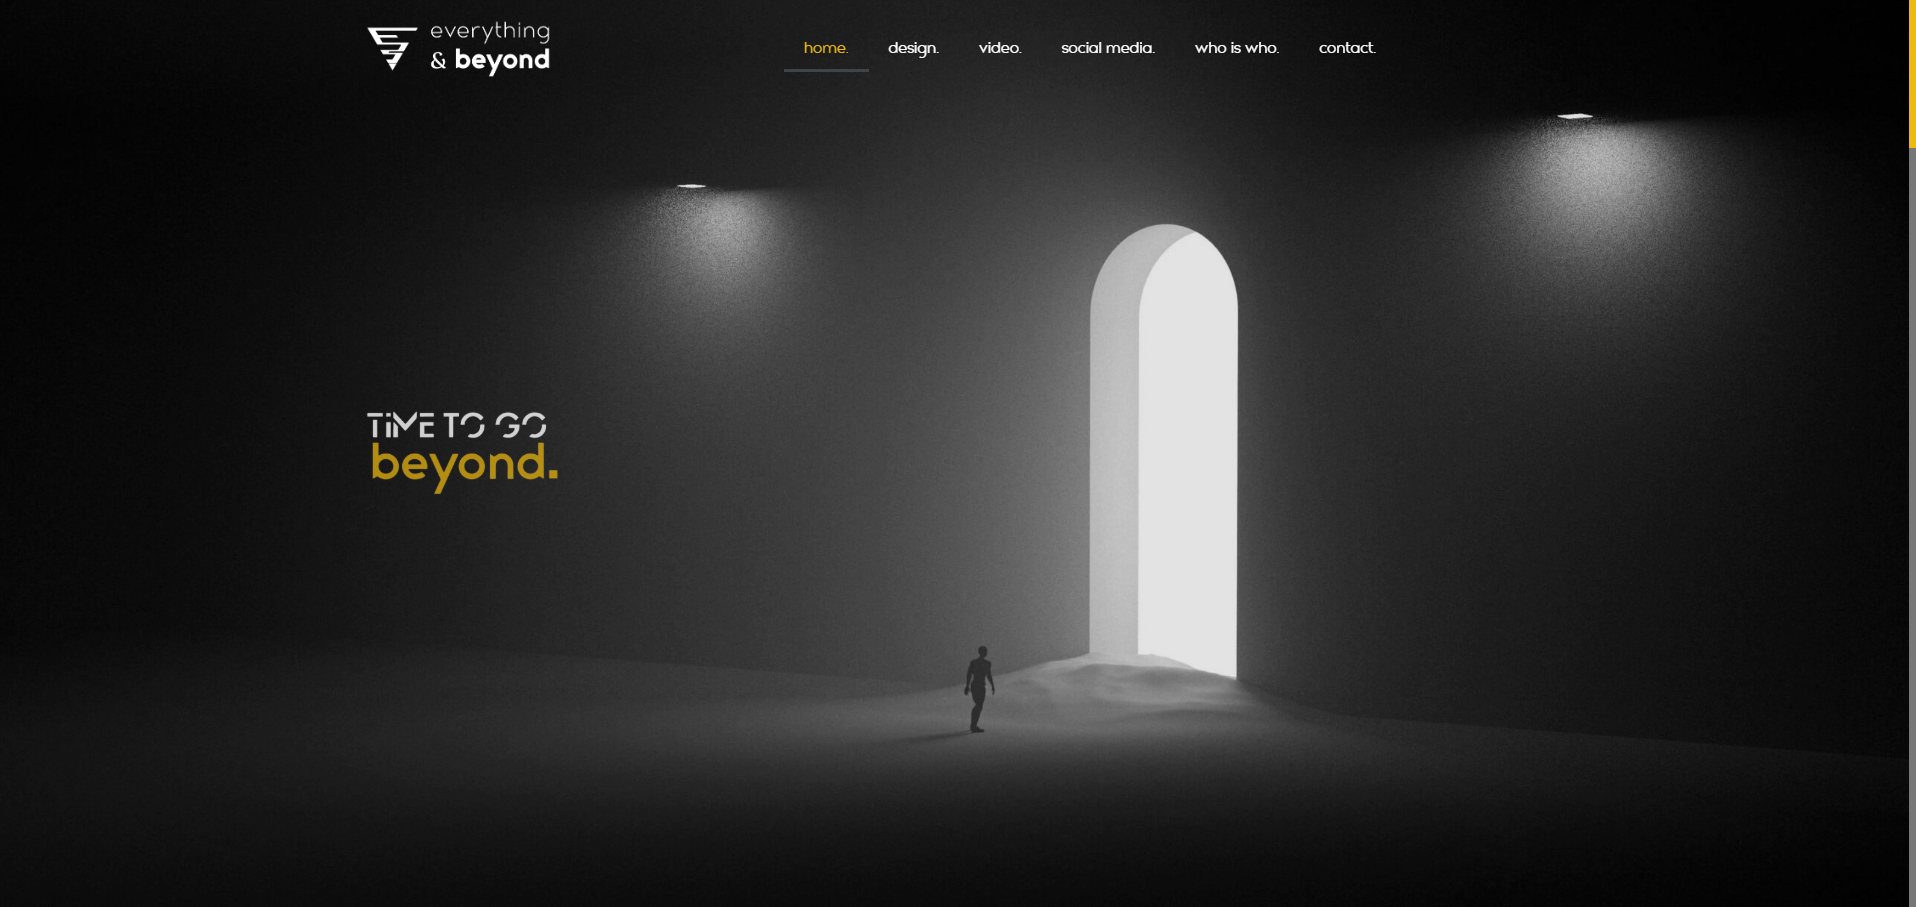 everything
& beyond
home.
design.
video.
social media.
who is who.
contact.
TiME TO GO
beyond.